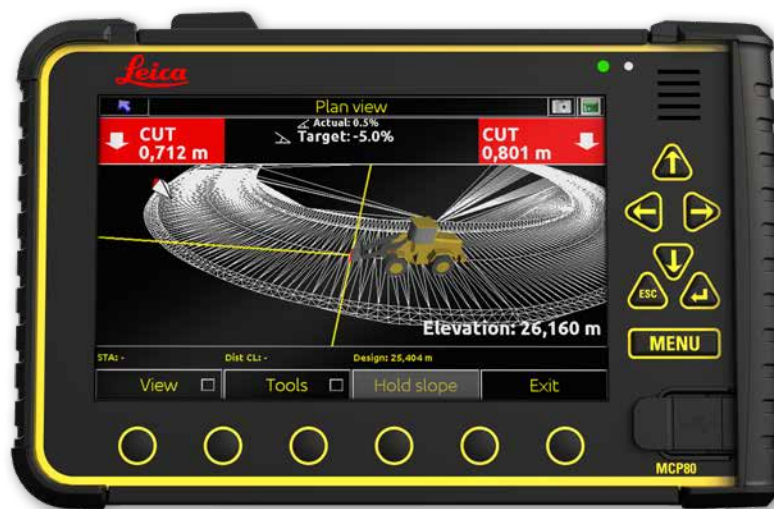 Leica
Plan view
CUT
0,712 m
Actual: 0.5%
Target: -5.0%
CUT
0,801 m
Elevation: 26,160 m
STA: -
Dist CL: -
Design: 25,404 m
View
Tools
Hold slope
Exit
ESC
MENU
MCP80